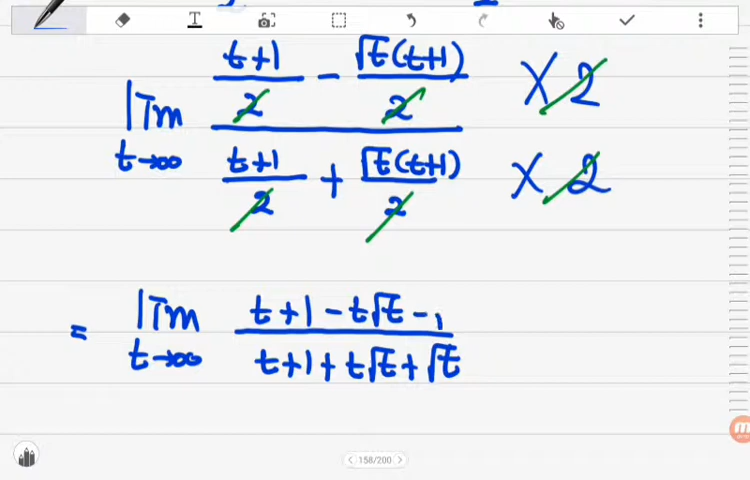 lim t→∞ ((t+1)/2 − (√t(t+1))/2) / ((t+1)/2 + (√t(t+1))/2) × 2 / × 2
= lim t→∞ (t+1−t√t−1) / (t+1+t√t+√t)
158/200